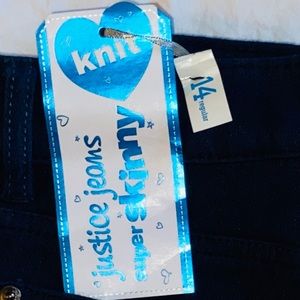 knit
justice jeans
super skinny
14
regular